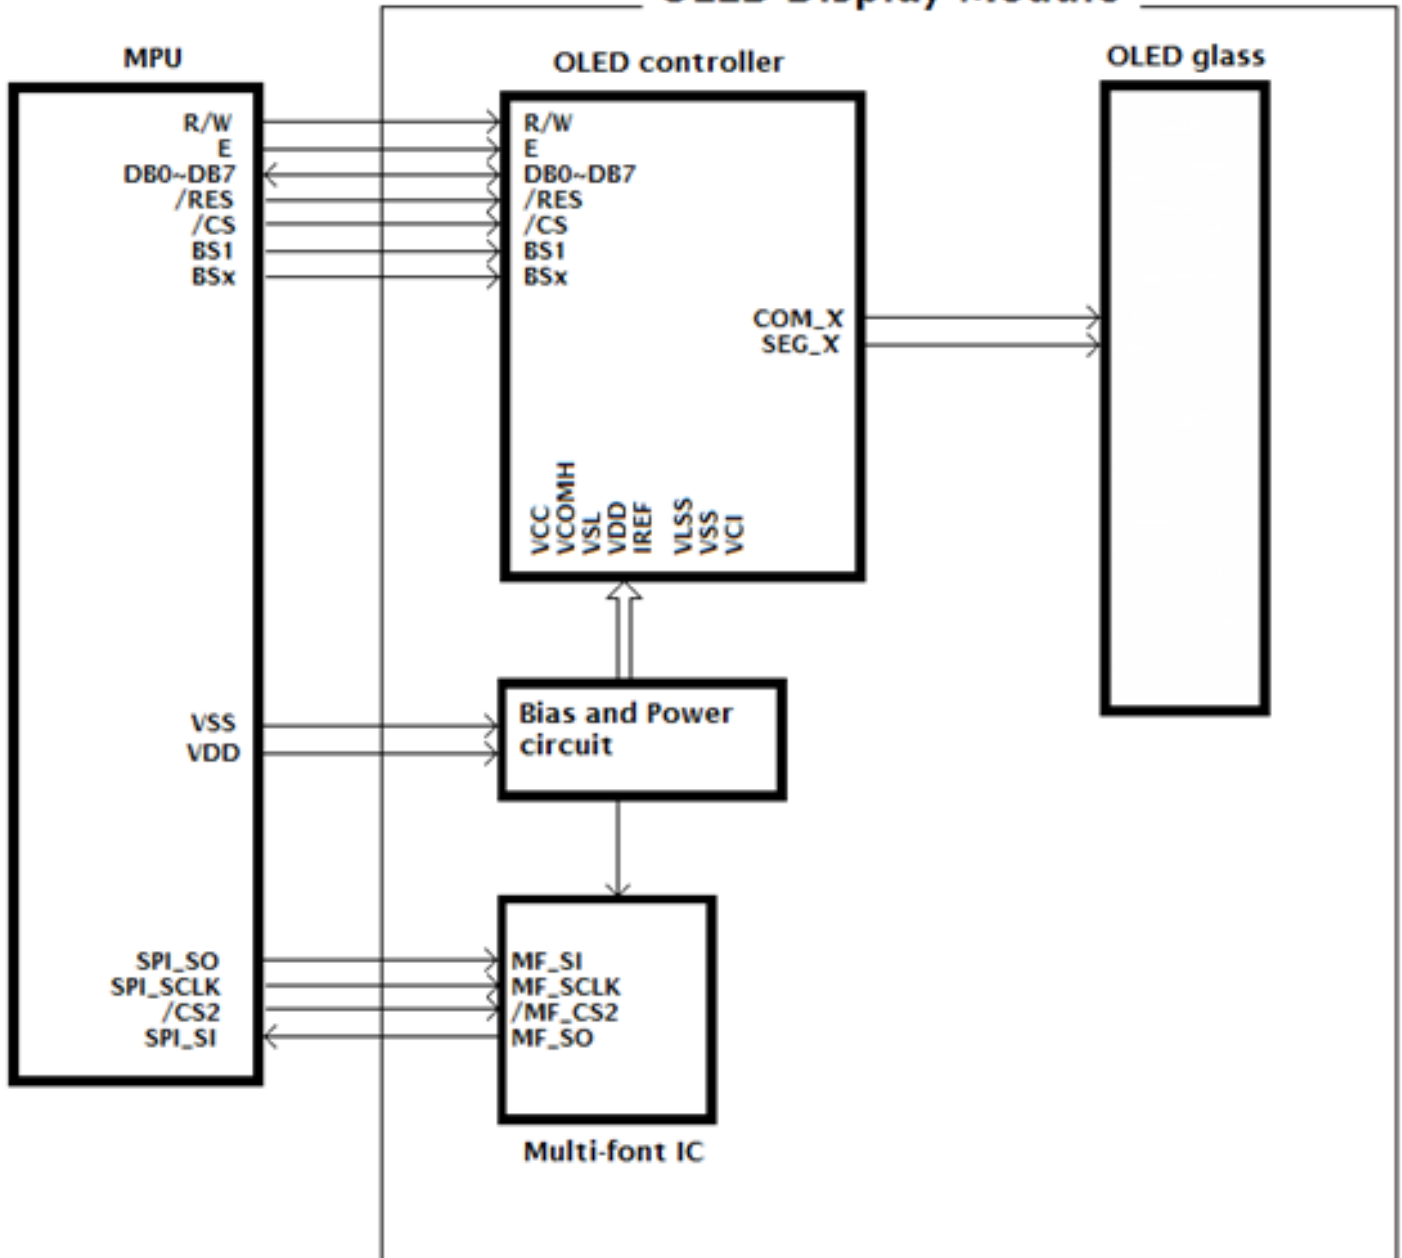 OLED Display Module
MPU
OLED controller
OLED glass
R/W
E
DB0~DB7
/RES
/CS
BS1
BSx
R/W
E
DB0~DB7
/RES
/CS
BS1
BSx
COM_X
SEG_X
VCC
VCOMH
VSL
VDD
IREF
VLSS
VSS
VCI
VSS
VDD
Bias and Power
circuit
SPI_SO
SPI_SCLK
/CS2
SPI_SI
MF_SI
MF_SCLK
/MF_CS2
MF_SO
Multi-font IC